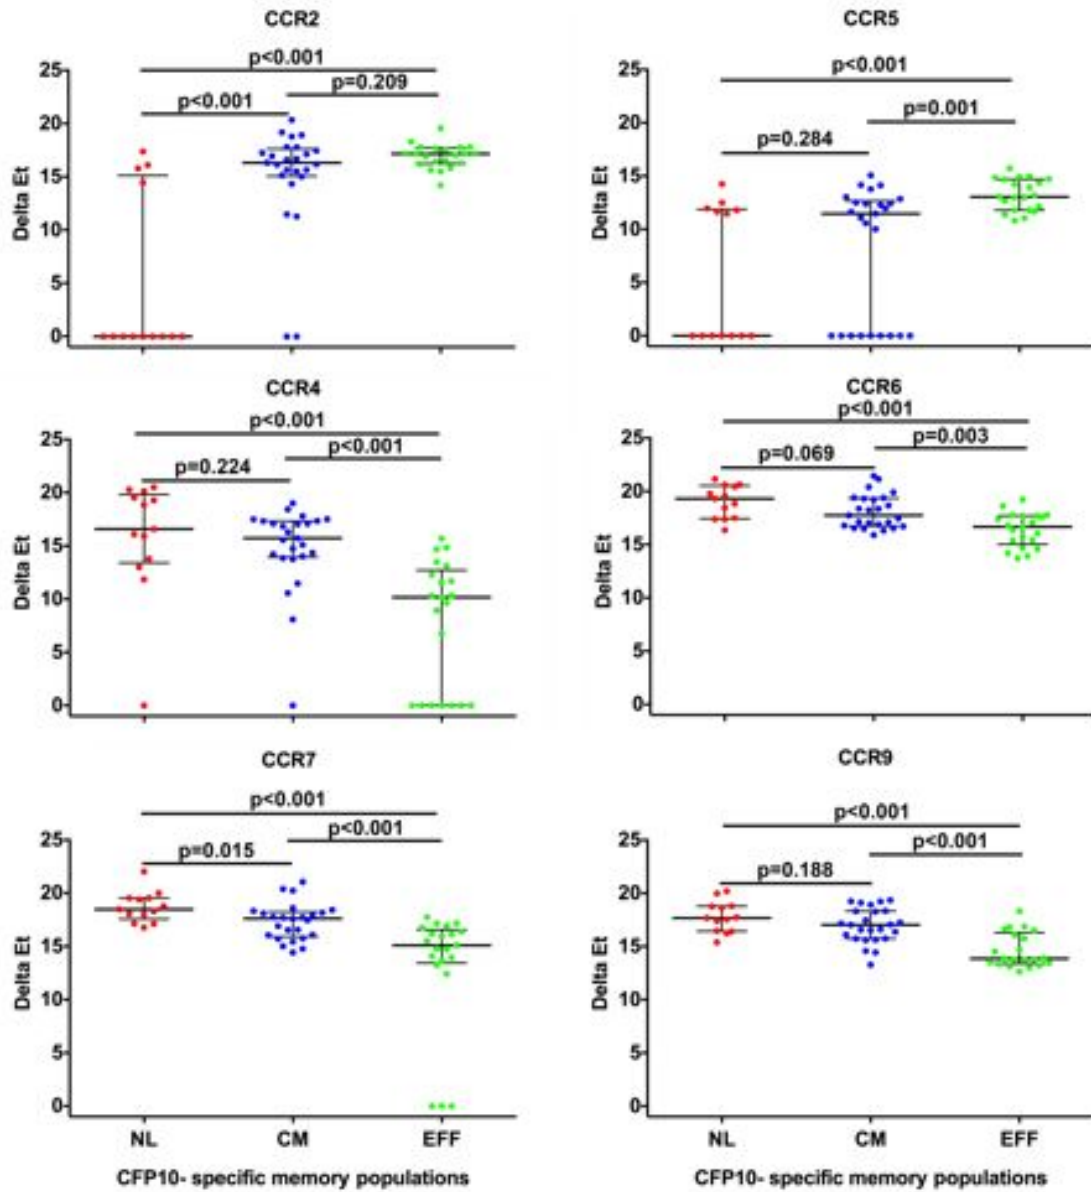 CCR2
p<0.001
p=0.209
p<0.001
25
20
15
10
5
0
Delta Et
CCR5
p<0.001
p=0.001
p=0.284
25
20
15
10
5
0
Delta Et
CCR4
p<0.001
p<0.001
p=0.224
25
20
15
10
5
0
Delta Et
CCR6
p<0.001
p=0.003
p=0.069
25
20
15
10
5
0
Delta Et
CCR7
p<0.001
p<0.001
p=0.015
25
20
15
10
5
0
Delta Et
NL CM EFF
CFP10- specific memory populations
CCR9
p<0.001
p<0.001
p=0.188
25
20
15
10
5
0
Delta Et
NL CM EFF
CFP10- specific memory populations